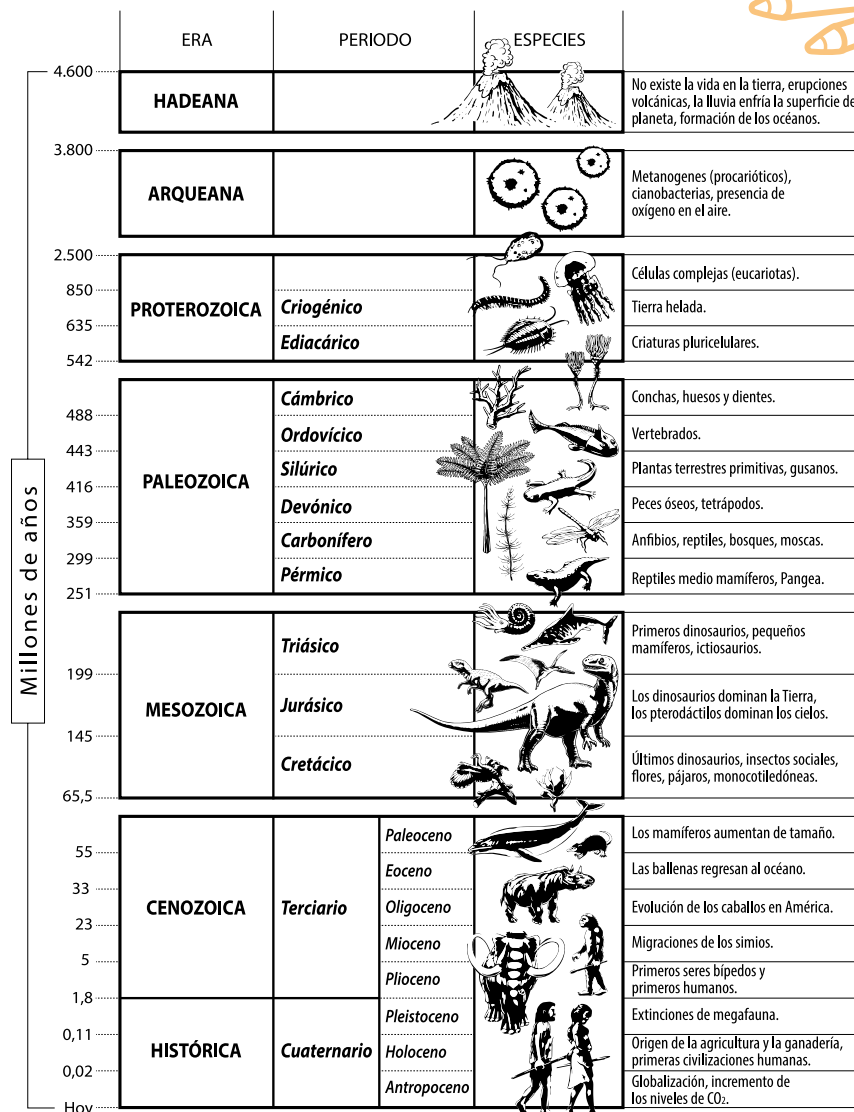 ERA PERIODO ESPECIES
4.600
HADEANA
No existe la vida en la tierra, erupciones
volcánicas, la lluvia enfría la superficie de
planeta, formación de los océanos.
3.800
ARQUEANA
Metanogenes (procarióticos),
cianobacterias, presencia de
oxígeno en el aire.
2.500
Células complejas (eucariotas).
850
PROTEROZOICA Criogénico Tierra helada.
635
Ediacárico Criaturas pluricelulares.
542
Cámbrico Conchas, huesos y dientes.
488
Ordovícico Vertebrados.
443
PALEOZOICA Silúrico Plantas terrestres primitivas, gusanos.
416
Devónico Peces óseos, tetrápodos.
359
Carbonífero Anfibios, reptiles, bosques, moscas.
299
Pérmico Reptiles medio mamíferos, Pangea.
251
Millones de años
Triásico
Primeros dinosaurios, pequeños
mamíferos, ictiosaurios.
199
MESOZOICA Jurásico
Los dinosaurios dominan la Tierra,
los pterodáctilos dominan los cielos.
145
Cretácico
Últimos dinosaurios, insectos sociales,
flores, pájaros, monocotiledóneas.
65,5
Paleoceno Los mamíferos aumentan de tamaño.
55
Eoceno Las ballenas regresan al océano.
33
CENOZOICA Terciario Oligoceno Evolución de los caballos en América.
23
Mioceno Migraciones de los simios.
5
Plioceno
Primeros seres bípedos y
primeros humanos.
1,8
Pleistoceno Extinciones de megafauna.
0,11
HISTÓRICA Cuaternario Holoceno
Origen de la agricultura y la ganadería,
primeras civilizaciones humanas.
0,02
Antropoceno
Globalización, incremento de
los niveles de CO₂.
Hoy